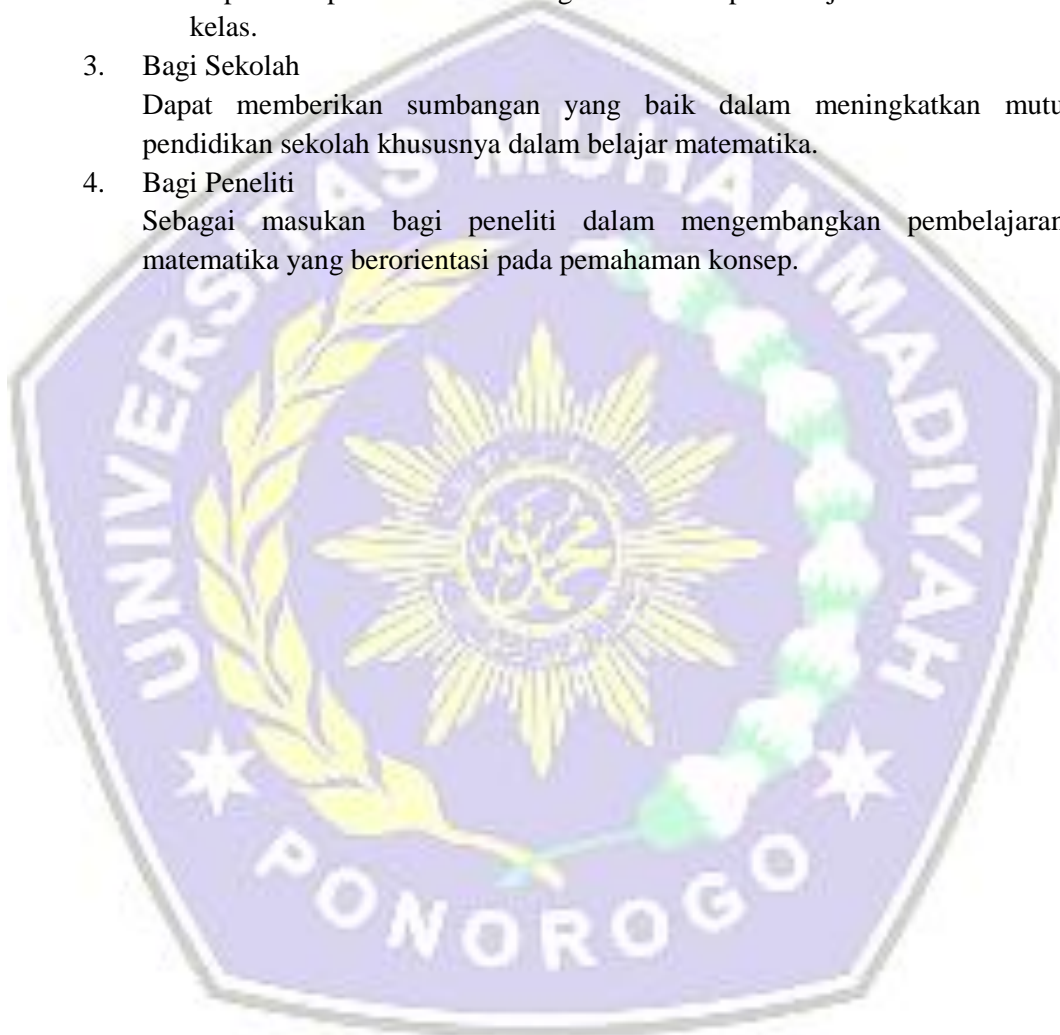 kelas.
3. Bagi Sekolah
Dapat memberikan sumbangan yang baik dalam meningkatkan mutu
pendidikan sekolah khususnya dalam belajar matematika.
4. Bagi Peneliti
Sebagai masukan bagi peneliti dalam mengembangkan pembelajaran
matematika yang berorientasi pada pemahaman konsep.
UNIVERSITAS MUHAMMADIYAH
PONOROGO